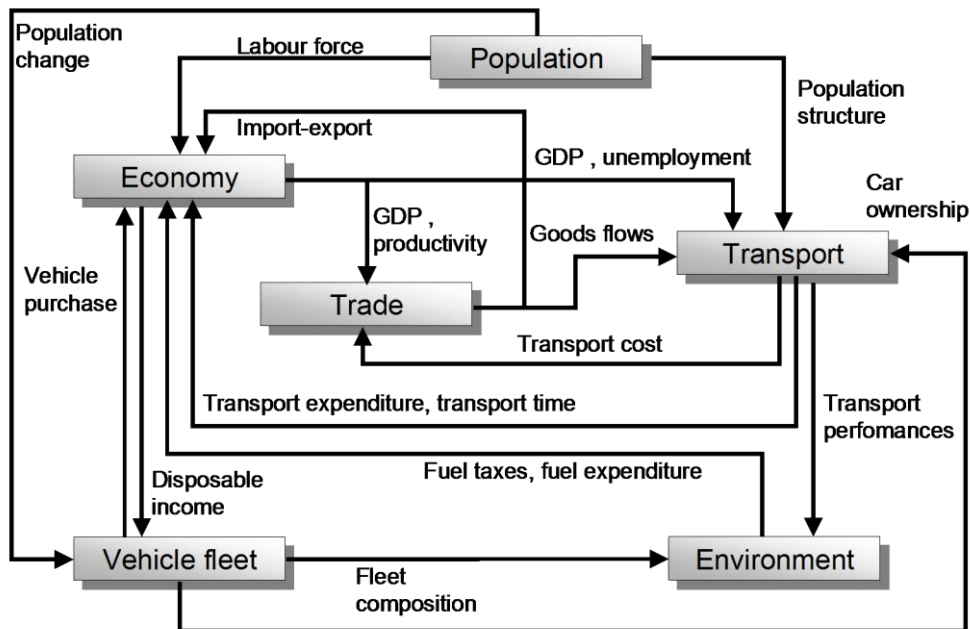 Population
change
Labour force
Population
Population
structure
Import-export
GDP , unemployment
Economy
Car
ownership
GDP ,
productivity
Goods flows
Transport
Vehicle
purchase
Trade
Transport cost
Transport expenditure, transport time
Transport
perfomances
Fuel taxes, fuel expenditure
Disposable
income
Vehicle fleet
Environment
Fleet
composition